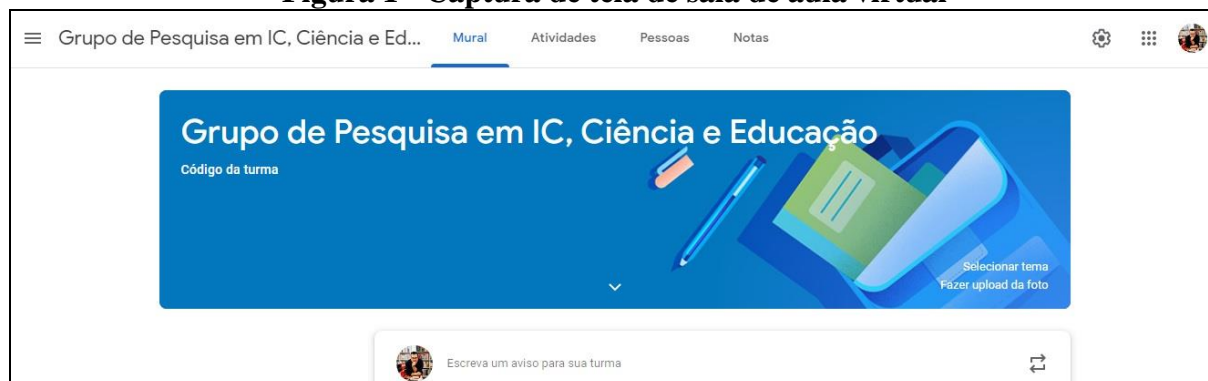 Figura 1 - Captura de tela de sala de aula virtual
Grupo de Pesquisa em IC, Ciência e Ed... Mural Atividades Pessoas Notas
Grupo de Pesquisa em IC, Ciência e Educação
Código da turma
Selecionar tema
Fazer upload da foto
Escreva um aviso para sua turma